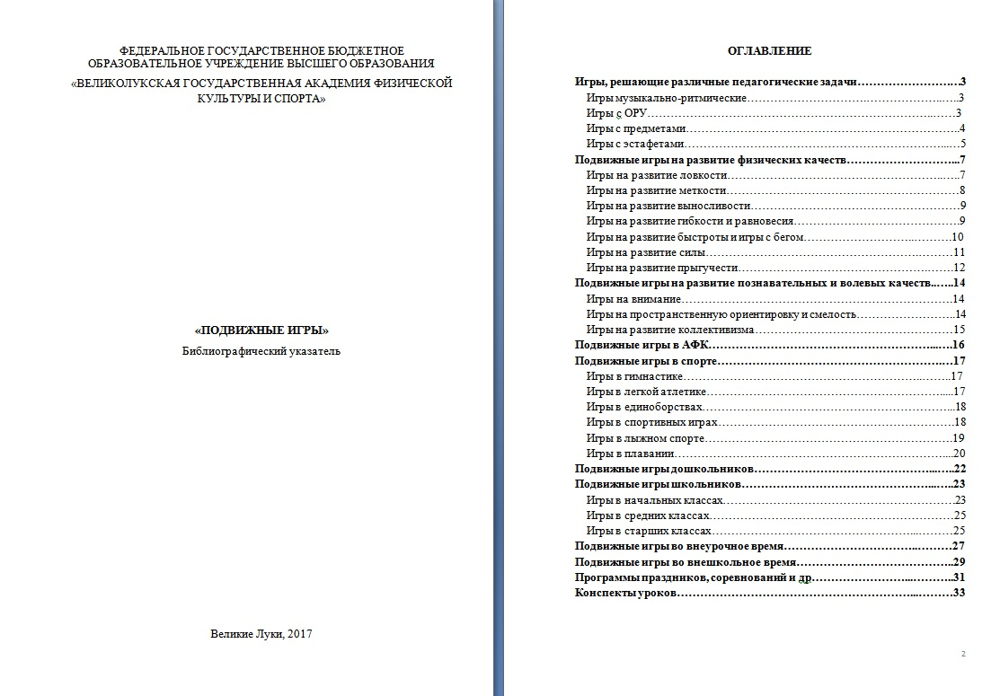 ФЕДЕРАЛЬНОЕ ГОСУДАРСТВЕННОЕ БЮДЖЕТНОЕ
ОБРАЗОВАТЕЛЬНОЕ УЧРЕЖДЕНИЕ ВЫСШЕГО ОБРАЗОВАНИЯ
«ВЕЛИКОЛУКСКАЯ ГОСУДАРСТВЕННАЯ АКАДЕМИЯ ФИЗИЧЕСКОЙ
КУЛЬТУРЫ И СПОРТА»
«ПОДВИЖНЫЕ ИГРЫ»
Библиографический указатель
Великие Луки, 2017
ОГЛАВЛЕНИЕ
Игры, решающие различные педагогические задачи……………………..…3
Игры музыкально-ритмические……………………………………………..…..3
Игры с ОРУ…………………………………………………………………..……3
Игры с предметами……………………………………………………………..4
Игры с эстафетами…………………………………………………………...…5
Подвижные игры на развитие физических качеств………………………...7
Игры на развитие ловкости………………………………………………..…..7
Игры на развитие меткости……………………………………………………8
Игры на развитие выносливости………………………………………………9
Игры на развитие гибкости и равновесия……………………………………9
Игры на развитие быстроты и игры с бегом………………………..………10
Игры на развитие силы………………………………………………………11
Игры на развитие прыгучести…………………………………………..……12
Подвижные игры на развитие познавательных и волевых качеств..…..14
Игры на внимание……………………………………………………………14
Игры на пространственную ориентировку и смелость……………………..14
Игры на развитие коллективизма……………………………………………15
Подвижные игры в АФК…………………………………………………...….16
Подвижные игры в спорте……………………………………………………17
Игры в гимнастике……………………………………………………..……..17
Игры в легкой атлетике……………………………………………………....17
Игры в единоборствах………………………………………………………...18
Игры в спортивных играх……………………………………………………18
Игры в лыжном спорте………………………………………………………19
Игры в плавании……………………………………………………………...20
Подвижные игры дошкольников………………………………………...…..22
Подвижные игры школьников…………………………………………...…..23
Игры в начальных классах……………………………………………………23
Игры в средних классах………………………………………………………25
Игры в старших классах……………………………………………...………25
Подвижные игры во внеурочное время……………………………...………27
Подвижные игры во внешкольное время…………………………………..29
Программы праздников, соревнований и др……………………...………..31
Конспекты уроков……………………………………………………...………33
2